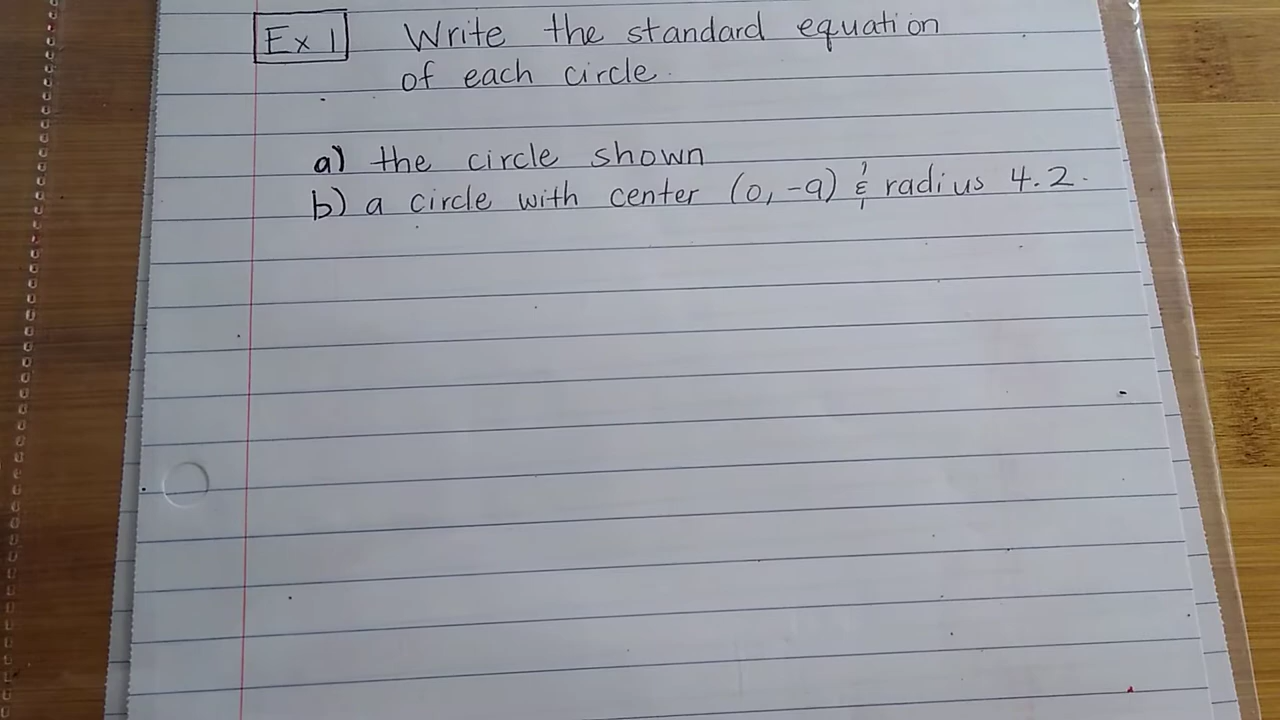 Ex 1 Write the standard equation
of each circle.
a) the circle shown
b) a circle with center (0, -9) & radius 4.2.